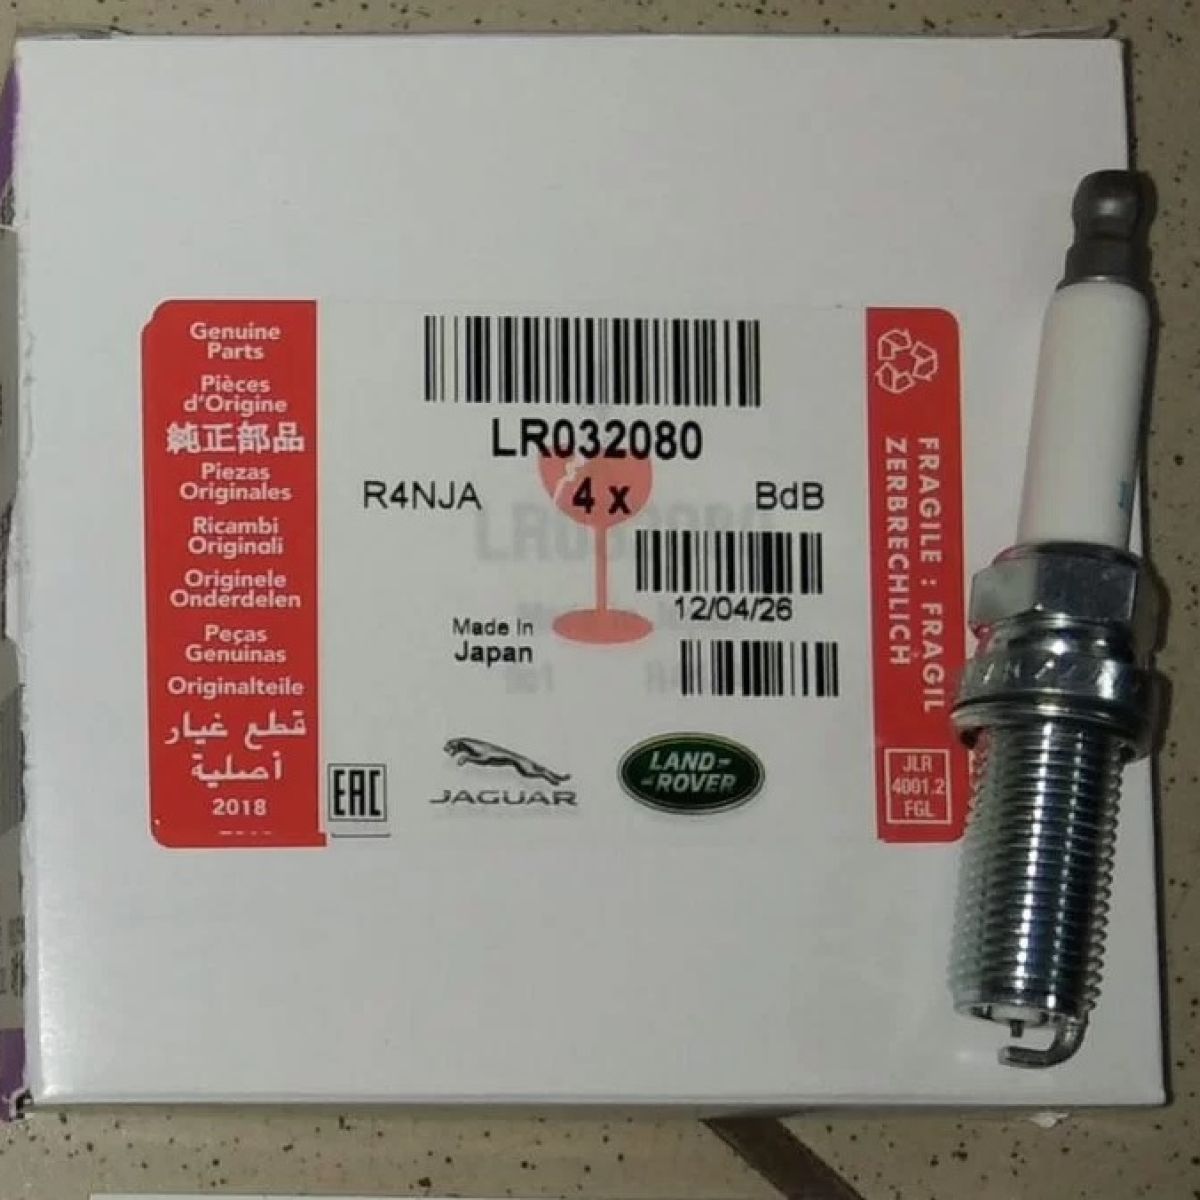 Genuine
Parts
Pièces
d'Origine
純正部品
Piezas
Originales
Ricambi
Originali
Originele
Onderdelen
Peças
Genuinas
Originalteile
قطع غيار
أصلية
2018
LR032080
R4NJA 4 x BdB
12/04/26
Made In
Japan
EAC
JAGUAR
LAND-
-ROVER
FRAGILE : FRAGIL
ZERBRECHLICH
JLR
4001.2
FGL